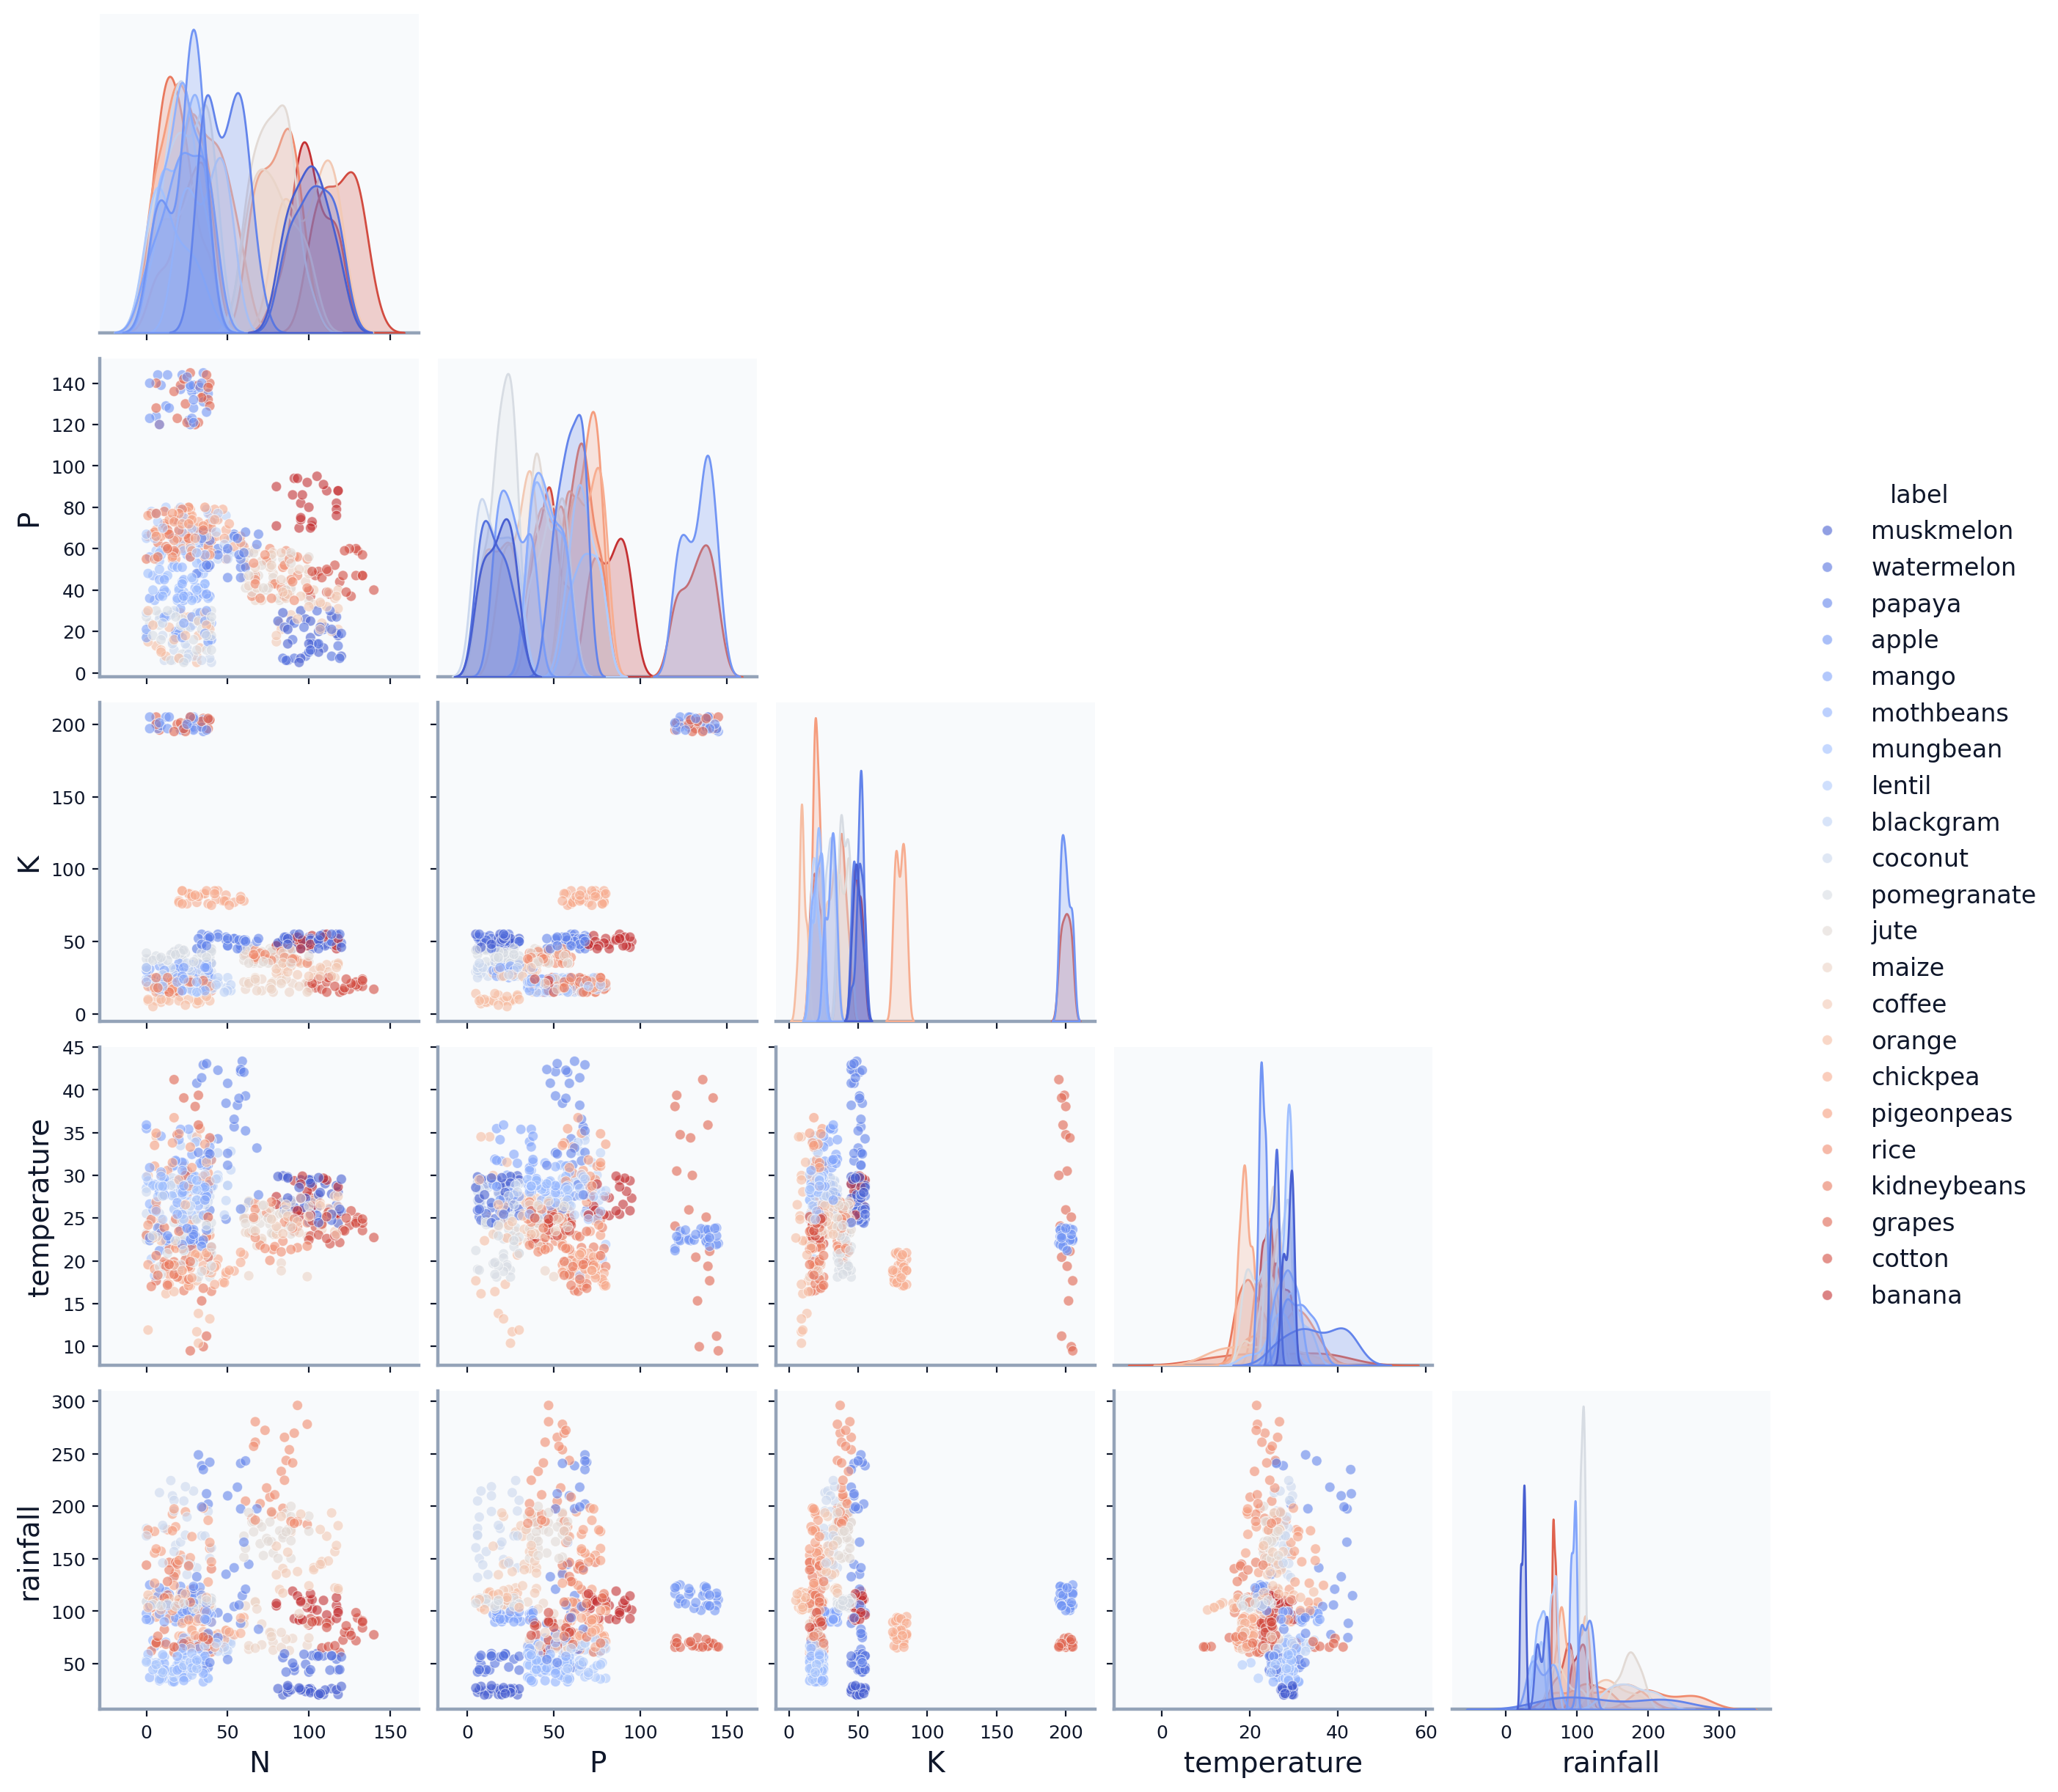 P
140
120
100
80
60
40
20
0
K
200
150
100
50
0
temperature
45
40
35
30
25
20
15
10
rainfall
300
250
200
150
100
50
0 50 100 150
N
0 50 100 150
P
0 50 100 150 200
K
0 20 40 60
temperature
0 100 200 300
rainfall
label
muskmelon
watermelon
papaya
apple
mango
mothbeans
mungbean
lentil
blackgram
coconut
pomegranate
jute
maize
coffee
orange
chickpea
pigeonpeas
rice
kidneybeans
grapes
cotton
banana